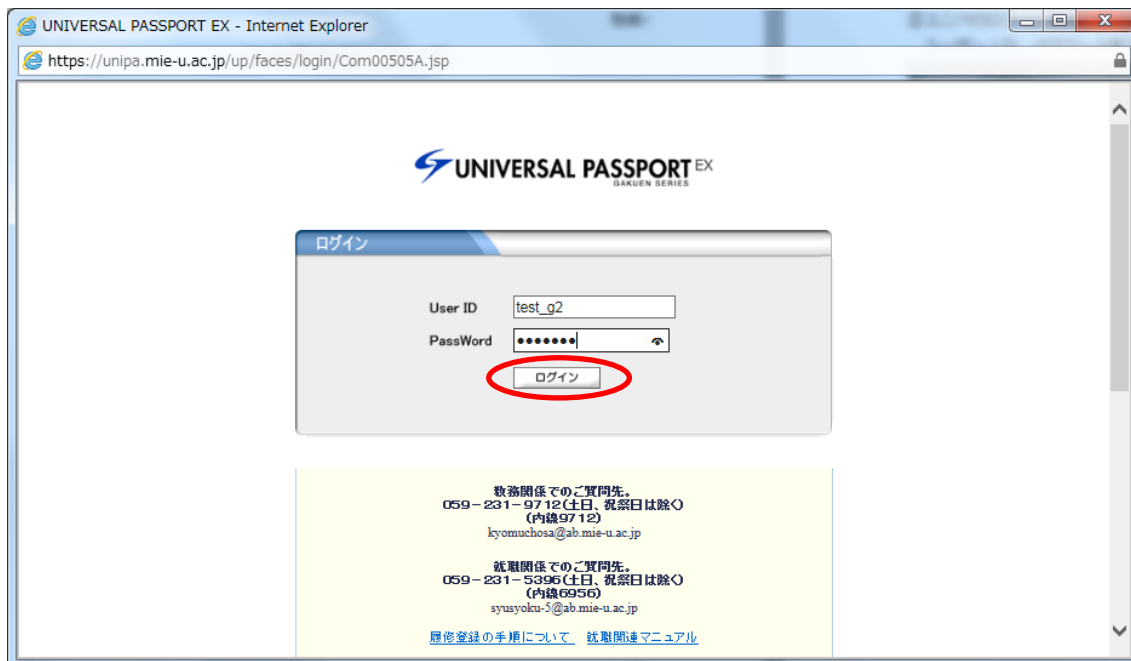 UNIVERSAL PASSPORT EX - Internet Explorer
https://unipa.mie-u.ac.jp/up/faces/login/Com00505A.jsp
UNIVERSAL PASSPORT EX
GAKUEN SERIES
ログイン
User ID test_g2
PassWord •••••••
ログイン
教務関係でのご質問先。
059－231－9712(土日、祝祭日は除く)
(内線9712)
kyomuchosa@ab.mie-u.ac.jp
就職関係でのご質問先。
059－231－5396(土日、祝祭日は除く)
(内線6956)
syusyoku-5@ab.mie-u.ac.jp
履修登録の手順について 就職関連マニュアル